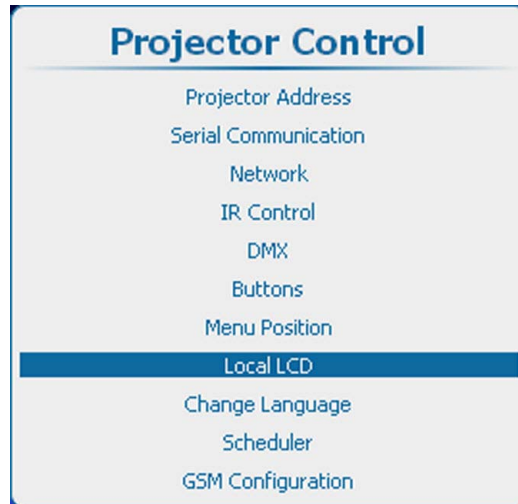 Projector Control
Projector Address
Serial Communication
Network
IR Control
DMX
Buttons
Menu Position
Local LCD
Change Language
Scheduler
GSM Configuration